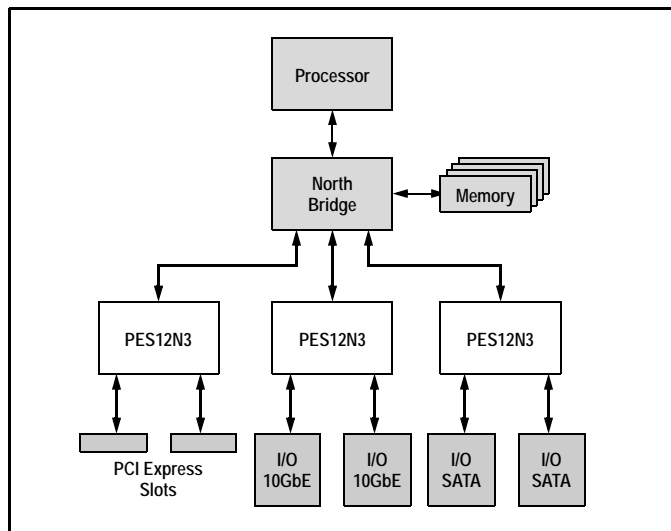 Processor
North
Bridge
Memory
PES12N3
PES12N3
PES12N3
PCI Express
Slots
I/O
10GbE
I/O
10GbE
I/O
SATA
I/O
SATA